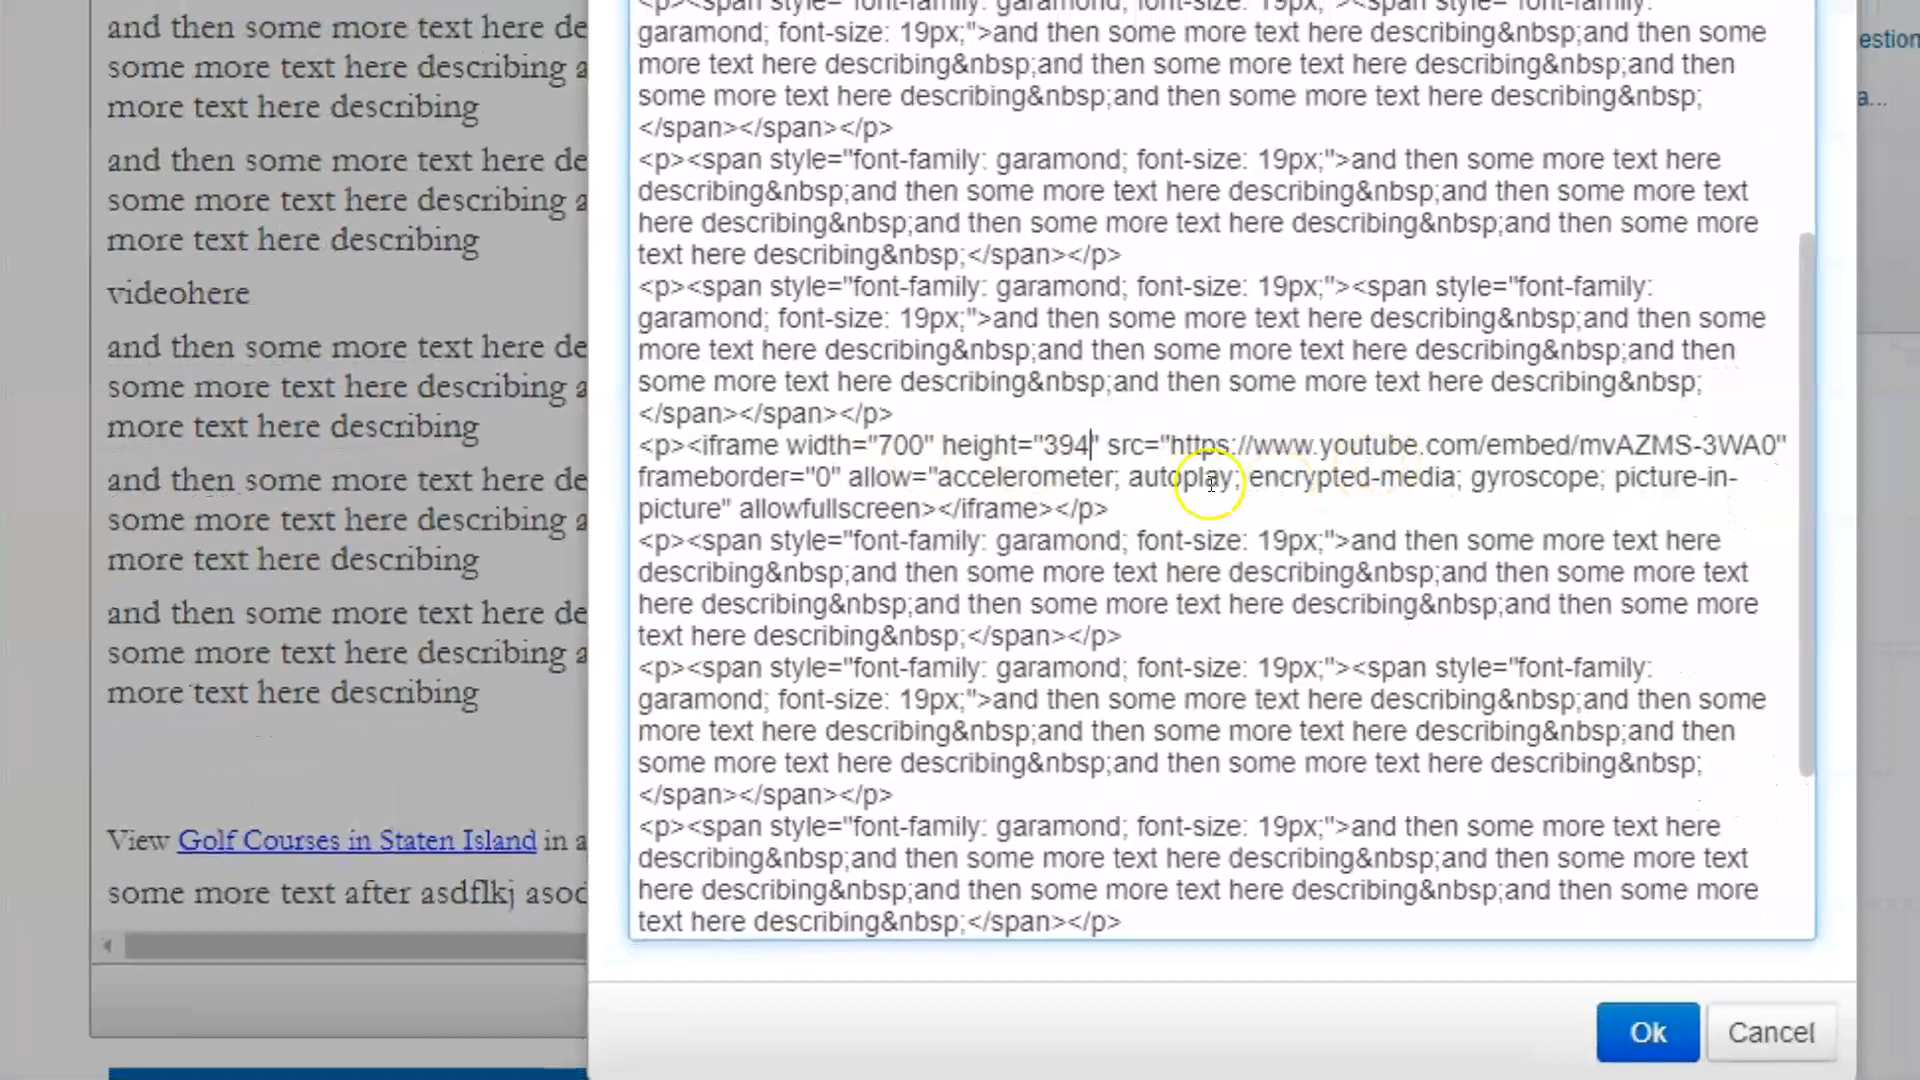 and then some more text here de
some more text here describing a
more text here describing
and then some more text here de
some more text here describing a
more text here describing
videohere
and then some more text here de
some more text here describing a
more text here describing
and then some more text here de
some more text here describing a
more text here describing
and then some more text here de
some more text here describing a
more text here describing
View Golf Courses in Staten Island in a
some more text after asdflkj asod
<p><span style="font-family: garamond; font-size: 19px;"><span style="font-family:
garamond; font-size: 19px;">and then some more text here describing&nbsp;and then some
more text here describing&nbsp;and then some more text here describing&nbsp;and then
some more text here describing&nbsp;and then some more text here describing&nbsp;
</span></span></p>
<p><span style="font-family: garamond; font-size: 19px;">and then some more text here
describing&nbsp;and then some more text here describing&nbsp;and then some more text
here describing&nbsp;and then some more text here describing&nbsp;and then some more
text here describing&nbsp;</span></p>
<p><span style="font-family: garamond; font-size: 19px;"><span style="font-family:
garamond; font-size: 19px;">and then some more text here describing&nbsp;and then some
more text here describing&nbsp;and then some more text here describing&nbsp;and then
some more text here describing&nbsp;and then some more text here describing&nbsp;
</span></span></p>
<p><iframe width="700" height="394" src="https://www.youtube.com/embed/mvAZMS-3WA0"
frameborder="0" allow="accelerometer; autoplay; encrypted-media; gyroscope; picture-in-
picture" allowfullscreen></iframe></p>
<p><span style="font-family: garamond; font-size: 19px;">and then some more text here
describing&nbsp;and then some more text here describing&nbsp;and then some more text
here describing&nbsp;and then some more text here describing&nbsp;and then some more
text here describing&nbsp;</span></p>
<p><span style="font-family: garamond; font-size: 19px;"><span style="font-family:
garamond; font-size: 19px;">and then some more text here describing&nbsp;and then some
more text here describing&nbsp;and then some more text here describing&nbsp;and then
some more text here describing&nbsp;and then some more text here describing&nbsp;
</span></span></p>
<p><span style="font-family: garamond; font-size: 19px;">and then some more text here
describing&nbsp;and then some more text here describing&nbsp;and then some more text
here describing&nbsp;and then some more text here describing&nbsp;and then some more
text here describing&nbsp;</span></p>
estion
a...
Ok
Cancel